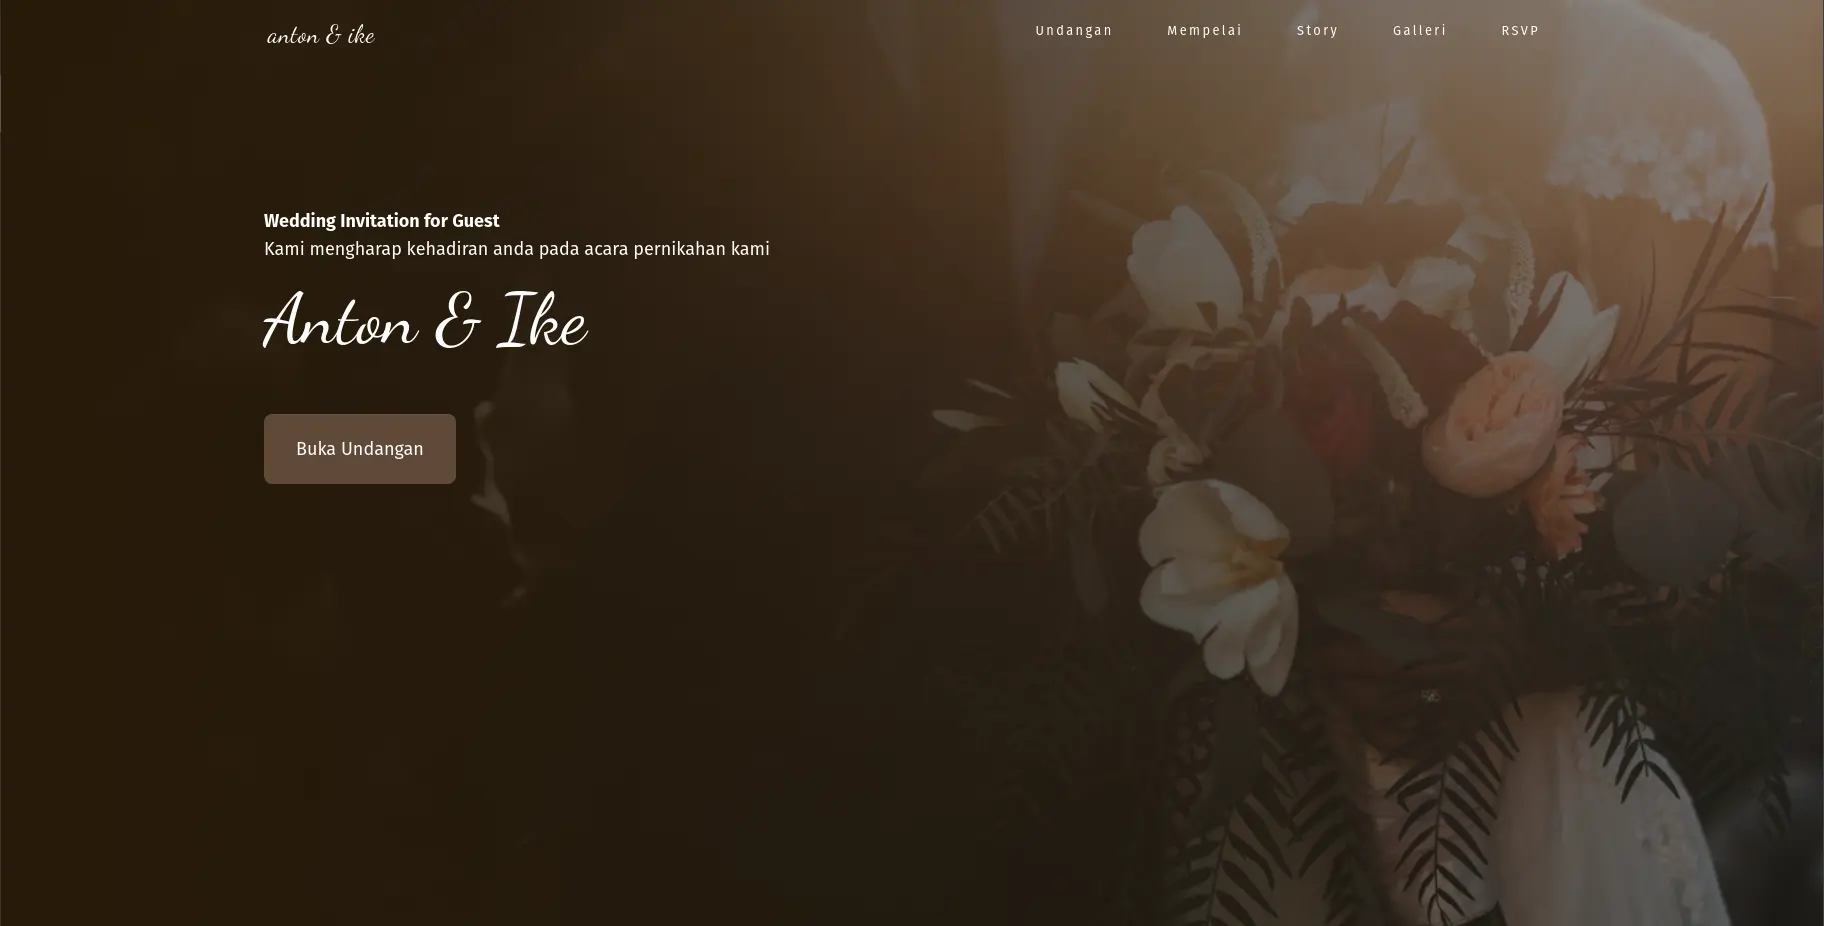 anton & ike
Undangan Mempelai Story Galleri RSVP
Wedding Invitation for Guest
Kami mengharap kehadiran anda pada acara pernikahan kami
Anton & Ike
Buka Undangan